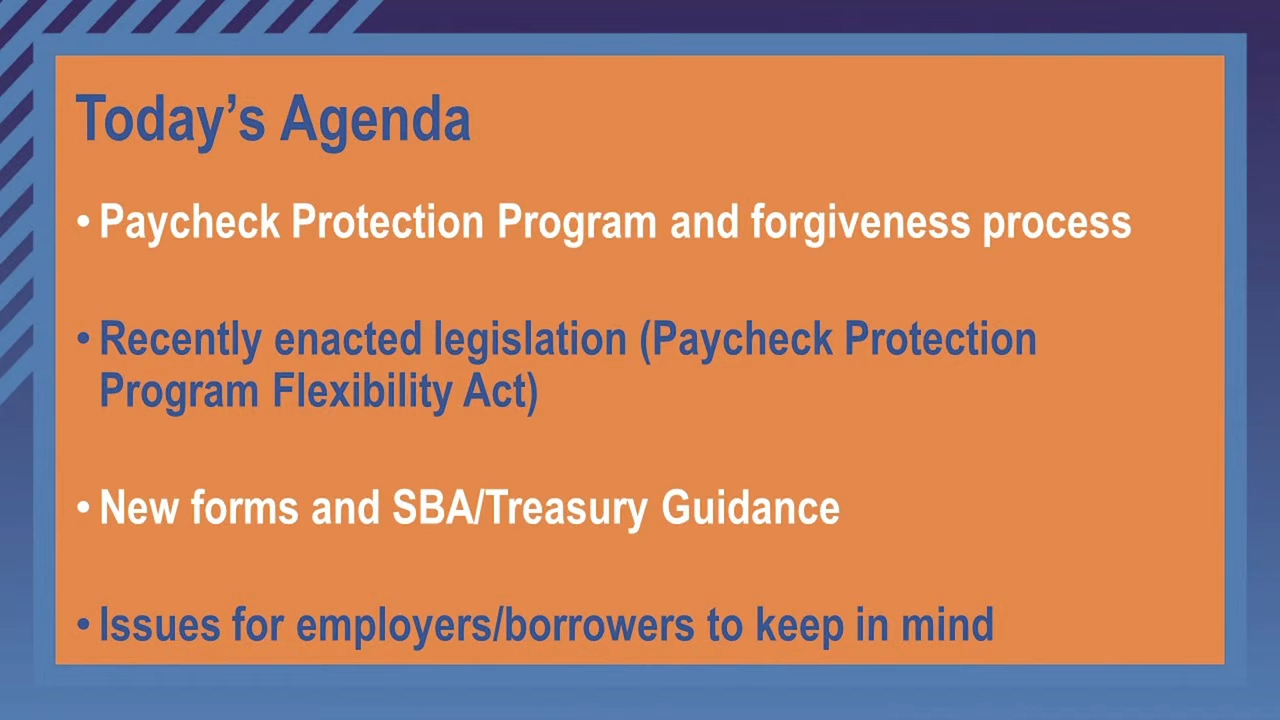 Today’s Agenda
• Paycheck Protection Program and forgiveness process
• Recently enacted legislation (Paycheck Protection
Program Flexibility Act)
• New forms and SBA/Treasury Guidance
• Issues for employers/borrowers to keep in mind